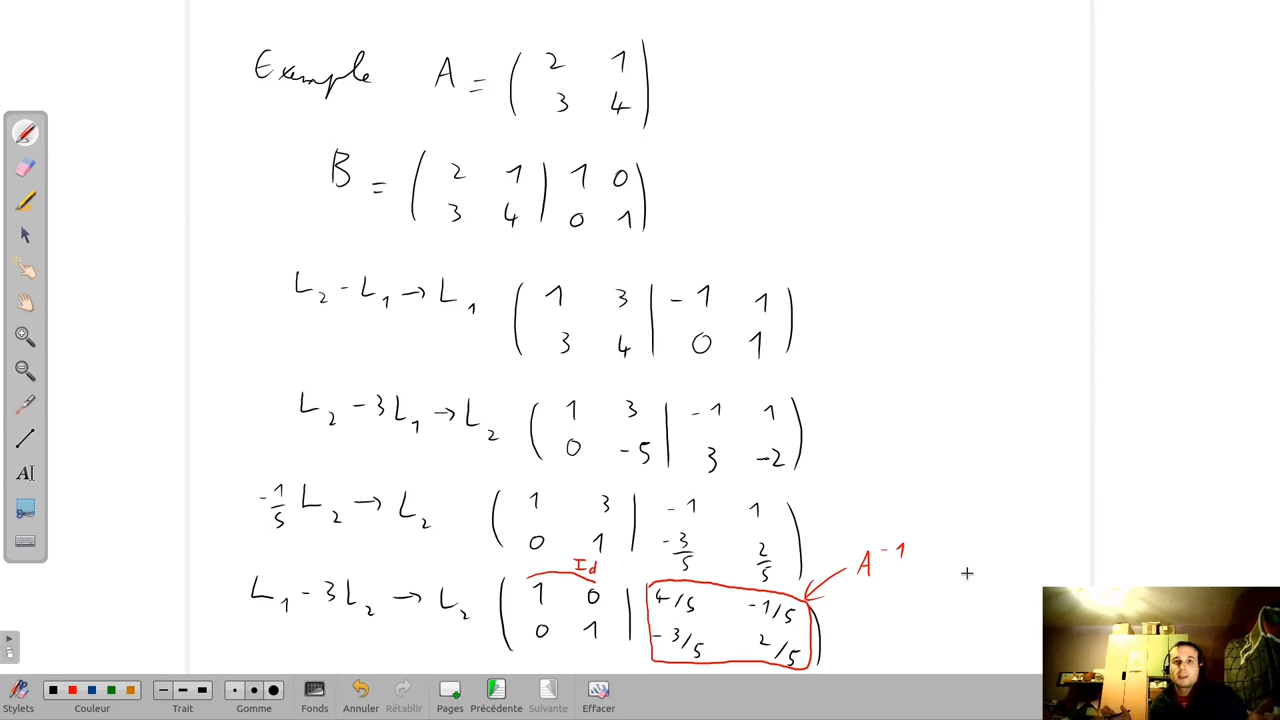 Exemple A = ( 2 1
3 4 )
B = ( 2 1 | 1 0
3 4 | 0 1 )
L2 - L1 → L1 ( 1 3 | -1 1
3 4 | 0 1 )
L2 - 3L1 → L2 ( 1 3 | -1 1
0 -5 | 3 -2 )
-1/5 L2 → L2 ( 1 3 | -1 1
0 1 | -3/5 2/5 )
Id
A^-1
L1 - 3L2 → L2 ( 1 0 | 4/5 -1/5
0 1 | -3/5 2/5 )
AI
Stylets Couleur Trait Gomme Fonds Annuler Rétablir Pages Précédente Suivante Effacer